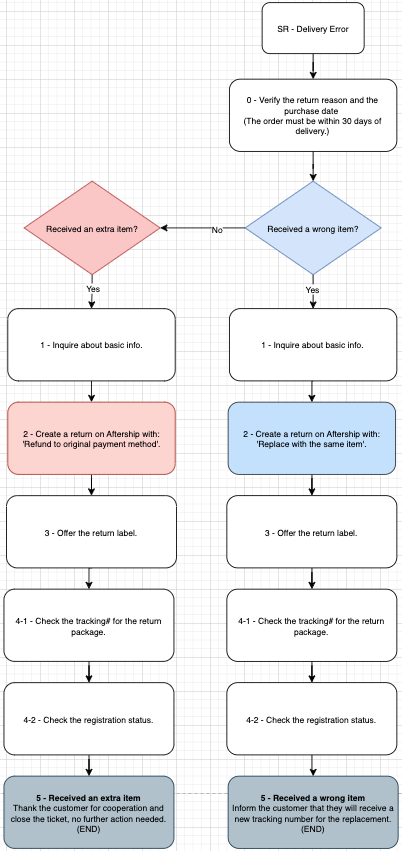 SR - Delivery Error
0 - Verify the return reason and the
purchase date
(The order must be within 30 days of
delivery.)
Received an extra item?
No
Received a wrong item?
Yes
Yes
1 - Inquire about basic info.
1 - Inquire about basic info.
2 - Create a return on Aftership with:
'Refund to original payment method'.
2 - Create a return on Aftership with:
'Replace with the same item'.
3 - Offer the return label.
3 - Offer the return label.
4-1 - Check the tracking# for the return
package.
4-1 - Check the tracking# for the return
package.
4-2 - Check the registration status.
4-2 - Check the registration status.
5 - Received an extra item
Thank the customer for cooperation and
close the ticket, no further action needed.
(END)
5 - Received a wrong item
Inform the customer that they will receive a
new tracking number for the replacement.
(END)